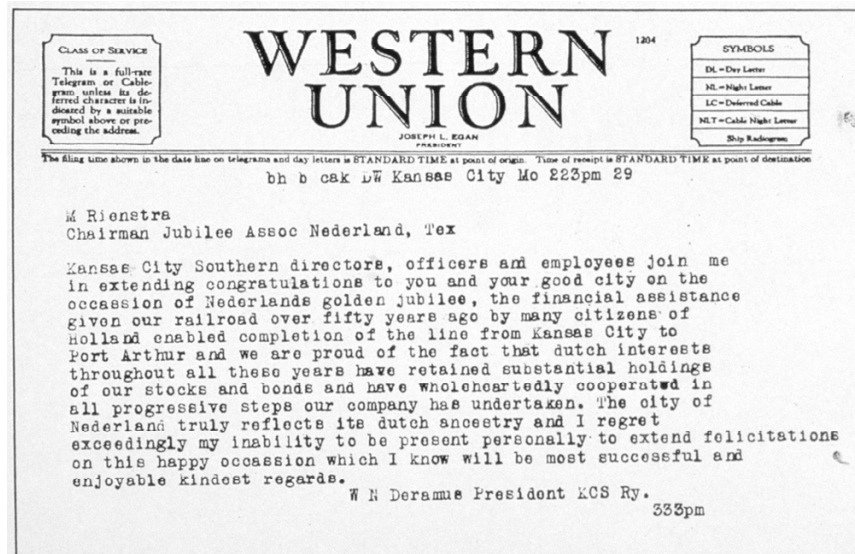 CLASS OF SERVICE
This is a full-rate
Telegram or Cable-
gram unless its de-
ferred character is in-
dicated by a suitable
symbol above or pre-
ceding the address.
WESTERN
UNION
1204
JOSEPH L. EGAN
PRESIDENT
SYMBOLS
DL=Day Letter
NL=Night Letter
LC=Deferred Cable
NLT=Cable Night Letter
Ship Radiogram
The filing time shown in the date line on telegrams and day letters is STANDARD TIME at point of origin. Time of receipt is STANDARD TIME at point of destination
bh b cak DW Kansas City Mo 223pm 29
M Rienstra
Chairman Jubilee Assoc Nederland, Tex
Kansas City Southern directors, officers and employees join me
in extending congratulations to you and your good city on the
occassion of Nederlands golden jubilee, the financial assistance
given our railroad over fifty years ago by many citizens of
Holland enabled completion of the line from Kansas City to
Port Arthur and we are proud of the fact that dutch interests
throughout all these years have retained substantial holdings
of our stocks and bonds and have wholeheartedly cooperated in
all progressive steps our company has undertaken. The city of
Nederland truly reflects its dutch ancestry and I regret
exceedingly my inability to be present personally to extend felicitations
on this happy occassion which I know will be most successful and
enjoyable kindest regards.
W N Deramus President KCS Ry.
333pm